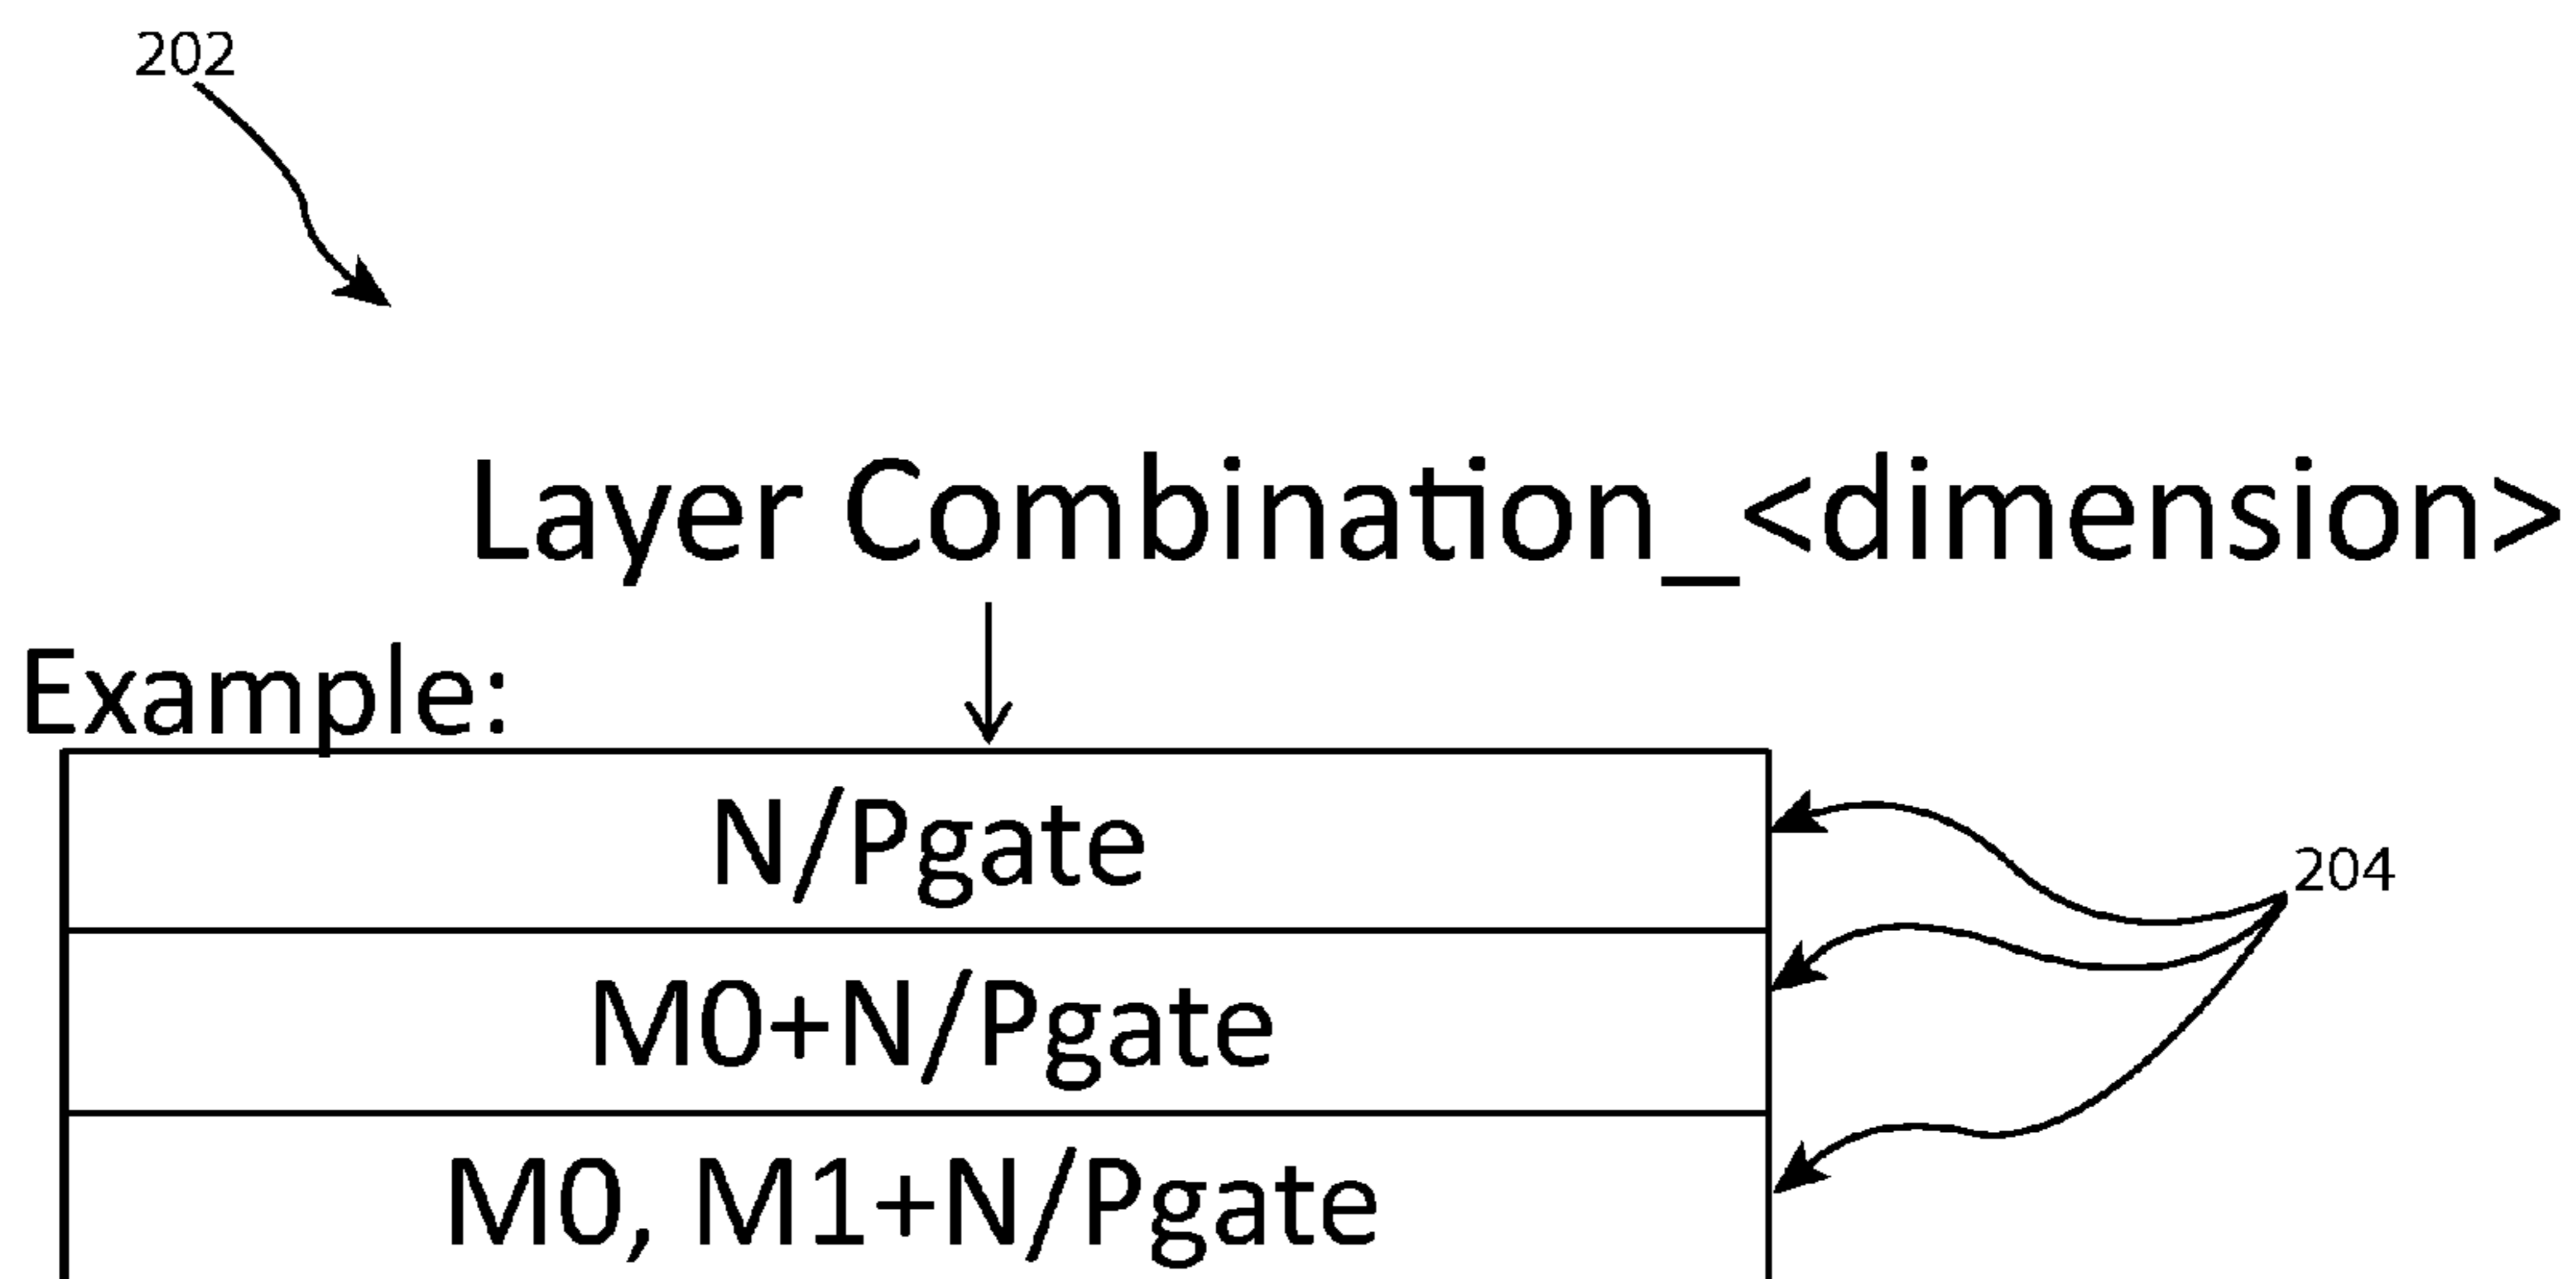 202
Layer Combination_<dimension>
Example:
N/Pgate
204
M0+N/Pgate
M0, M1+N/Pgate